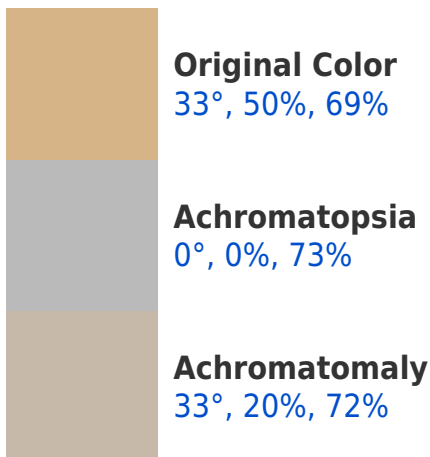 Original Color
33°, 50%, 69%
Achromatopsia
0°, 0%, 73%
Achromatomaly
33°, 20%, 72%